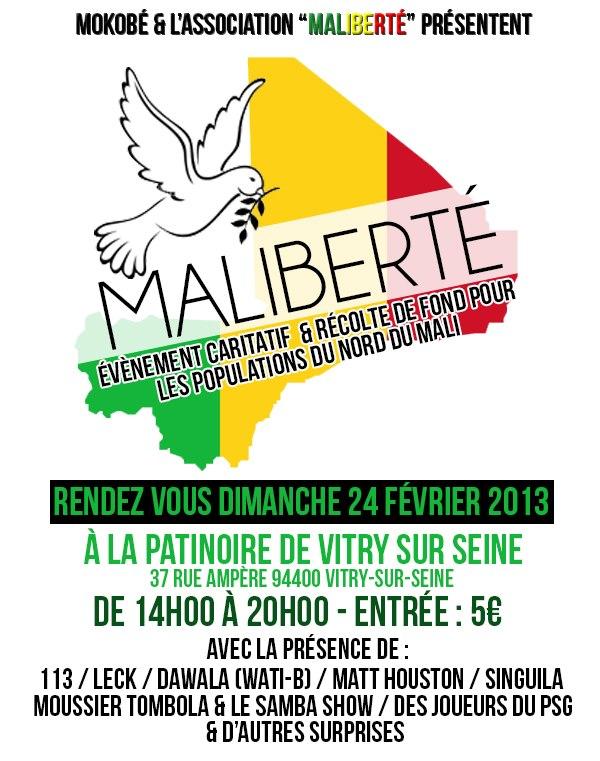 MOKOBÉ & L'ASSOCIATION "MALIBERTÉ" PRÉSENTENT
MALIBERTÉ
ÉVÈNEMENT CARITATIF & RÉCOLTE DE FOND POUR
LES POPULATIONS DU NORD DU MALI
RENDEZ VOUS DIMANCHE 24 FÉVRIER 2013
À LA PATINOIRE DE VITRY SUR SEINE
37 RUE AMPÈRE 94400 VITRY-SUR-SEINE
DE 14H00 À 20H00 - ENTRÉE : 5€
AVEC LA PRÉSENCE DE :
113 / LECK / DAWALA (WATI-B) / MATT HOUSTON / SINGUILA
MOUSSIER TOMBOLA & LE SAMBA SHOW / DES JOUEURS DU PSG
& D'AUTRES SURPRISES